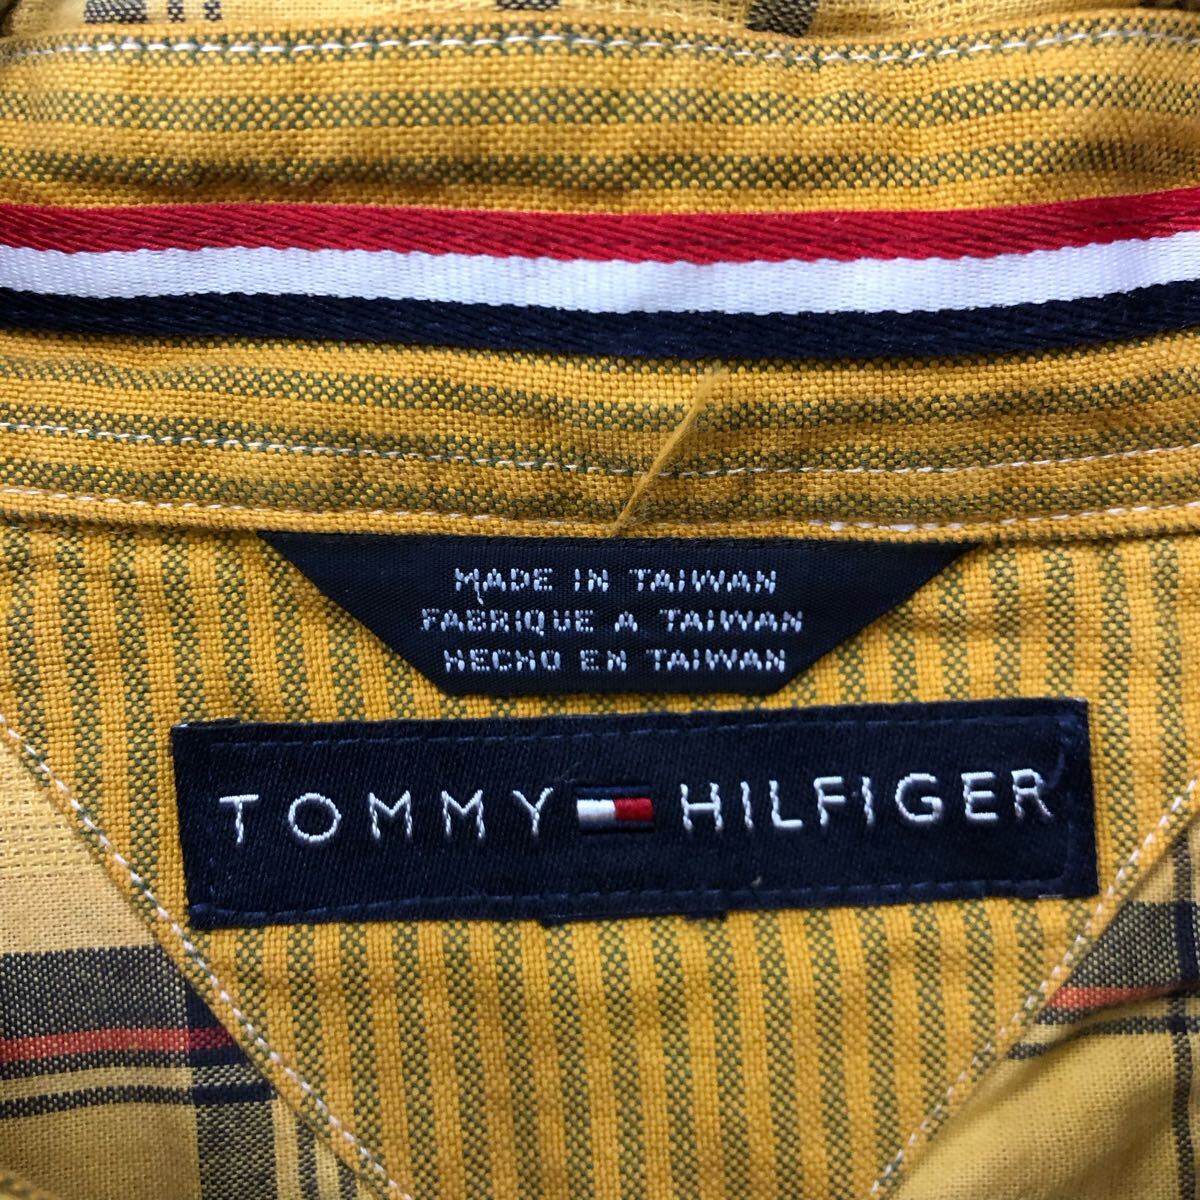 MADE IN TAIWAN
FABRIQUE A TAIWAN
HECHO EN TAIWAN
TOMMY HILFIGER